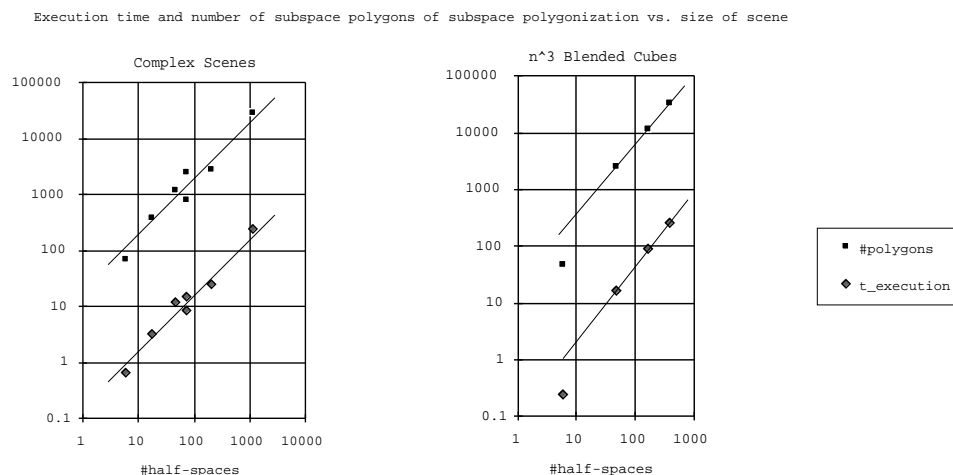 Execution time and number of subspace polygons of subspace polygonization vs. size of scene
Complex Scenes
100000
10000
1000
100
10
1
0.1
1 10 100 1000 10000
#half-spaces
n^3 Blended Cubes
100000
10000
1000
100
10
1
0.1
1 10 100 1000
#half-spaces
#polygons
t_execution